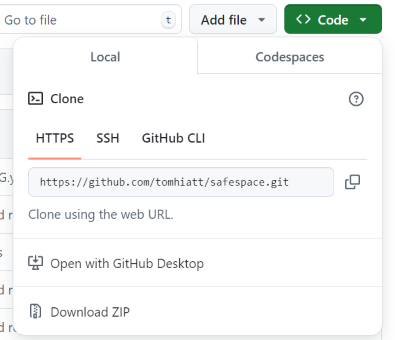 Go to file t Add file Code
Local Codespaces
Clone
HTTPS SSH GitHub CLI
https://github.com/tomhiatt/safespace.git
Clone using the web URL.
Open with GitHub Desktop
Download ZIP